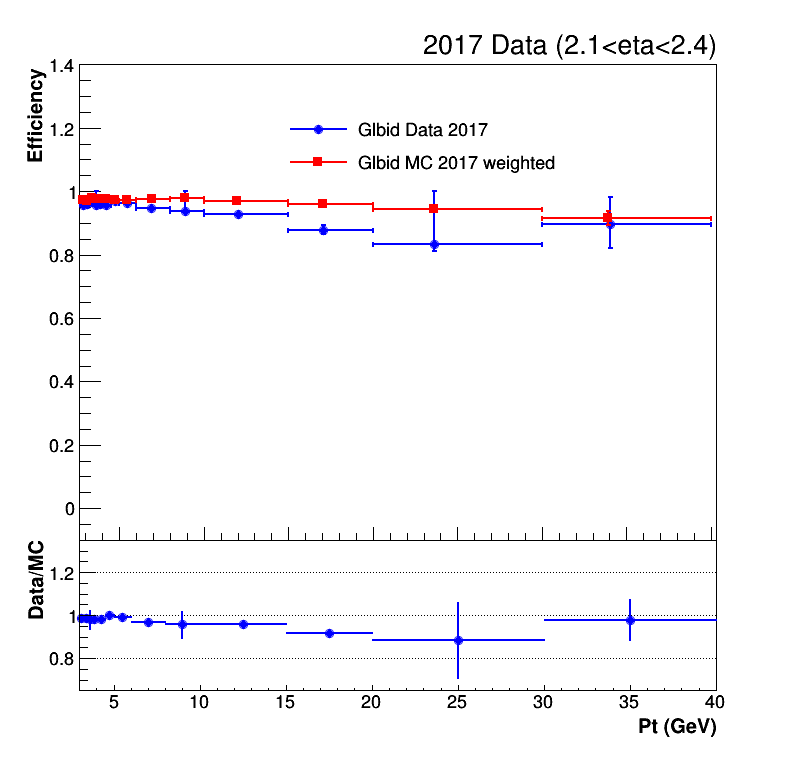 2017 Data (2.1<eta<2.4)
Efficiency
1.4
1.2
1
0.8
0.6
0.4
0.2
0
Glbid Data 2017
Glbid MC 2017 weighted
Data/MC
1.2
1
0.8
5 10 15 20 25 30 35 40
Pt (GeV)